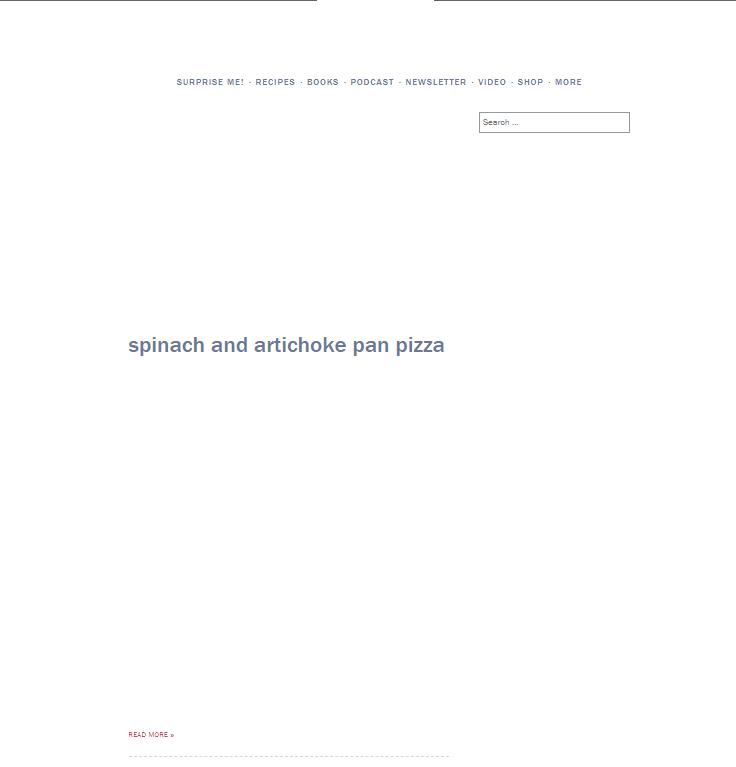 SURPRISE ME! · RECIPES · BOOKS · PODCAST · NEWSLETTER · VIDEO · SHOP · MORE
Search ...
spinach and artichoke pan pizza
READ MORE »